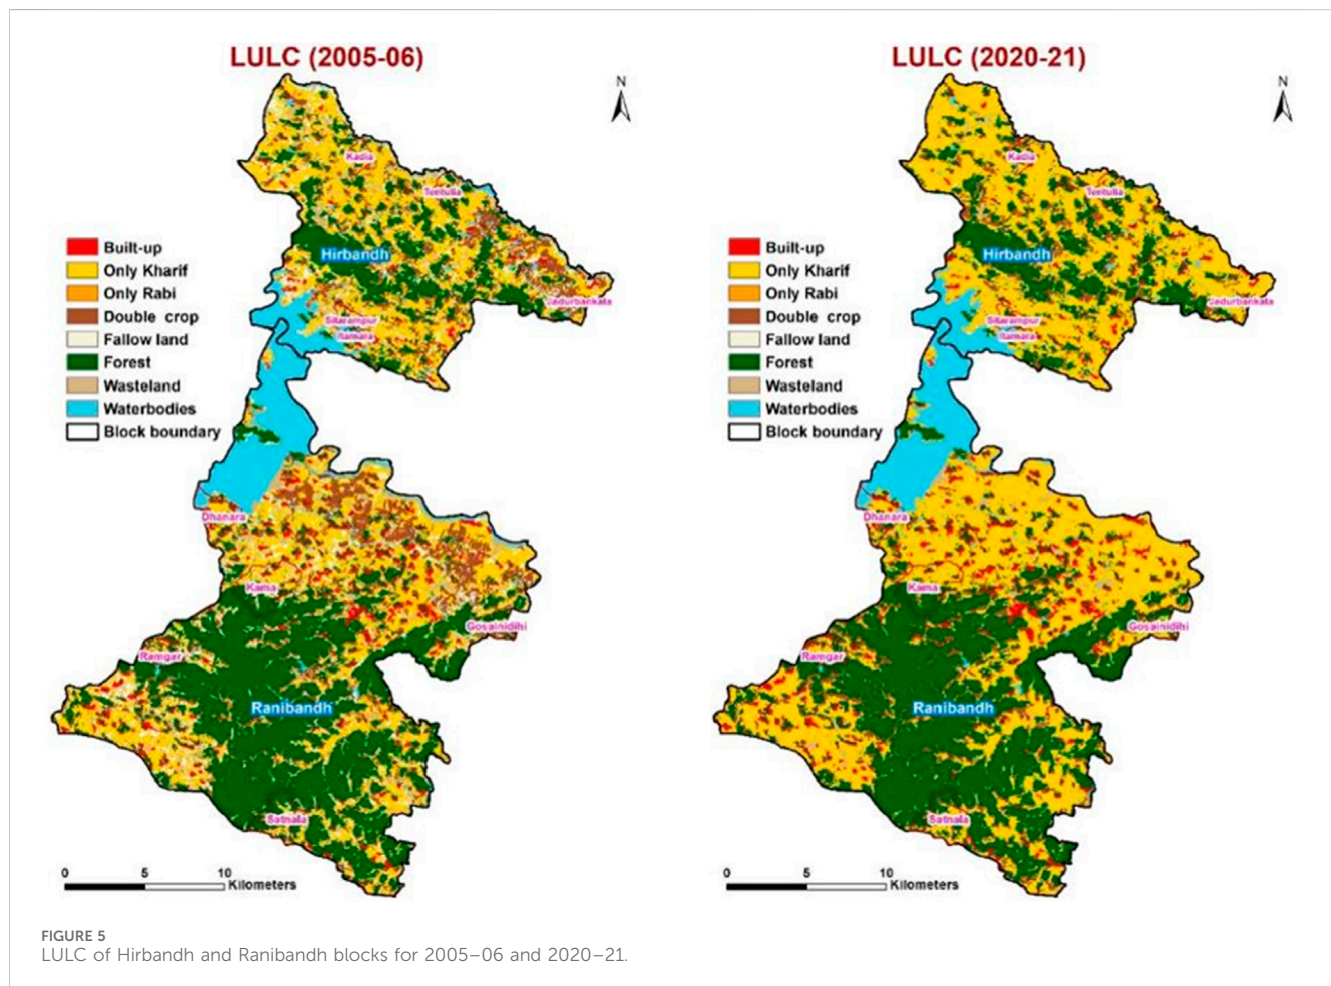 LULC (2005-06)
N
Kadia
Teetulia
Built-up
Only Kharif
Only Rabi
Double crop
Fallow land
Forest
Wasteland
Waterbodies
Block boundary
Hirbandh
Jadurbankata
Sitarampur
Itamara
Dhanara
Kama
Gosainidihi
Ramgar
Ranibandh
Satnala
0 5 10
Kilometers
LULC (2020-21)
N
Kadia
Teetulia
Built-up
Only Kharif
Only Rabi
Double crop
Fallow land
Forest
Wasteland
Waterbodies
Block boundary
Hirbandh
Jadurbankata
Sitarampur
Itamara
Dhanara
Kama
Gosainidihi
Ramgar
Ranibandh
Satnala
0 5 10
Kilometers
FIGURE 5
LULC of Hirbandh and Ranibandh blocks for 2005–06 and 2020–21.